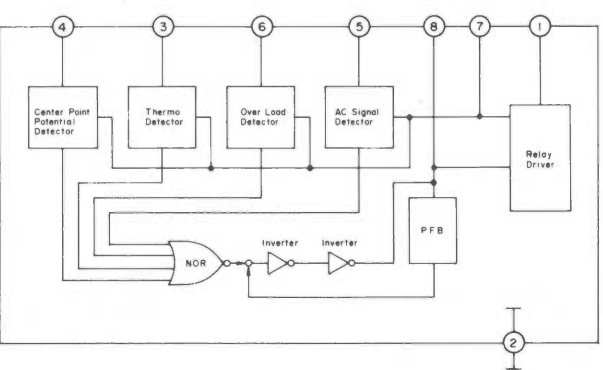 4 3 6 5 8 7 1
Center Point
Potential
Detector
Thermo
Detector
Over Load
Detector
AC Signal
Detector
Relay
Driver
PFB
Inverter
Inverter
NOR
2